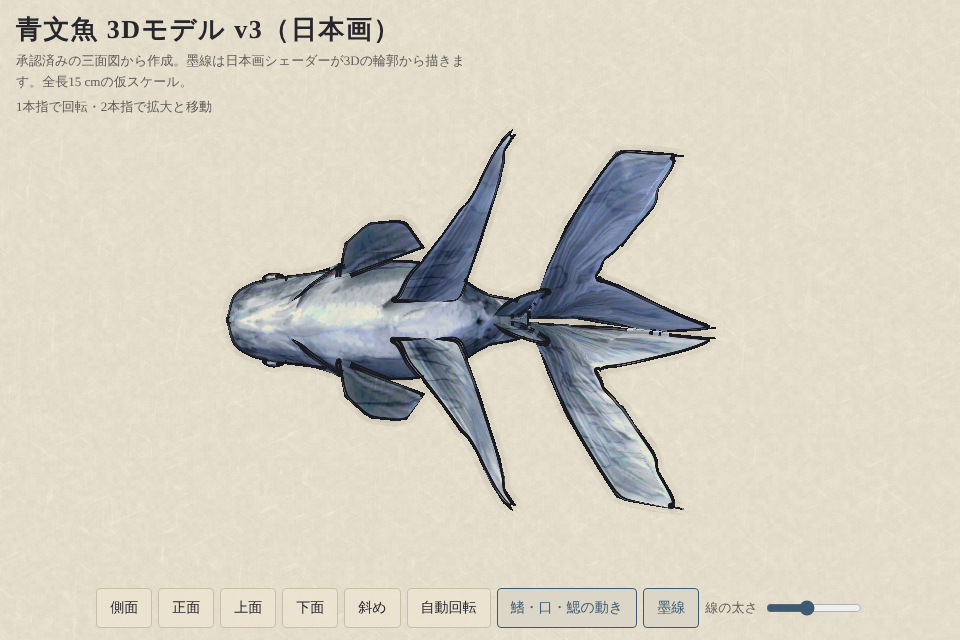 青文魚 3Dモデル v3（日本画）
承認済みの三面図から作成。墨線は日本画シェーダーが3Dの輪郭から描きま
す。全長15 cmの仮スケール。
1本指で回転・2本指で拡大と移動
側面 正面 上面 下面 斜め 自動回転 鰭・口・鰓の動き 墨線 線の太さ